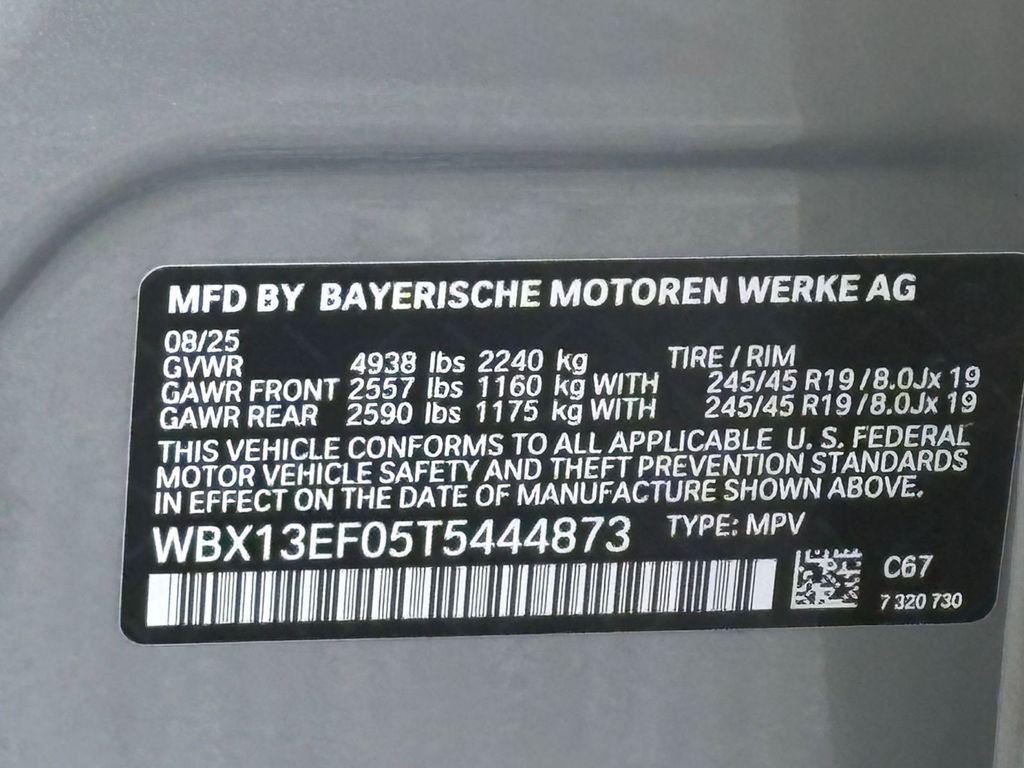 MFD BY BAYERISCHE MOTOREN WERKE AG
08/25
GVWR 4938 lbs 2240 kg TIRE / RIM
GAWR FRONT 2557 lbs 1160 kg WITH 245/45 R19 / 8.0Jx 19
GAWR REAR 2590 lbs 1175 kg WITH 245/45 R19 / 8.0Jx 19
THIS VEHICLE CONFORMS TO ALL APPLICABLE U. S. FEDERAL
MOTOR VEHICLE SAFETY AND THEFT PREVENTION STANDARDS
IN EFFECT ON THE DATE OF MANUFACTURE SHOWN ABOVE.
WBX13EF05T5444873 TYPE: MPV
C67
7 320 730